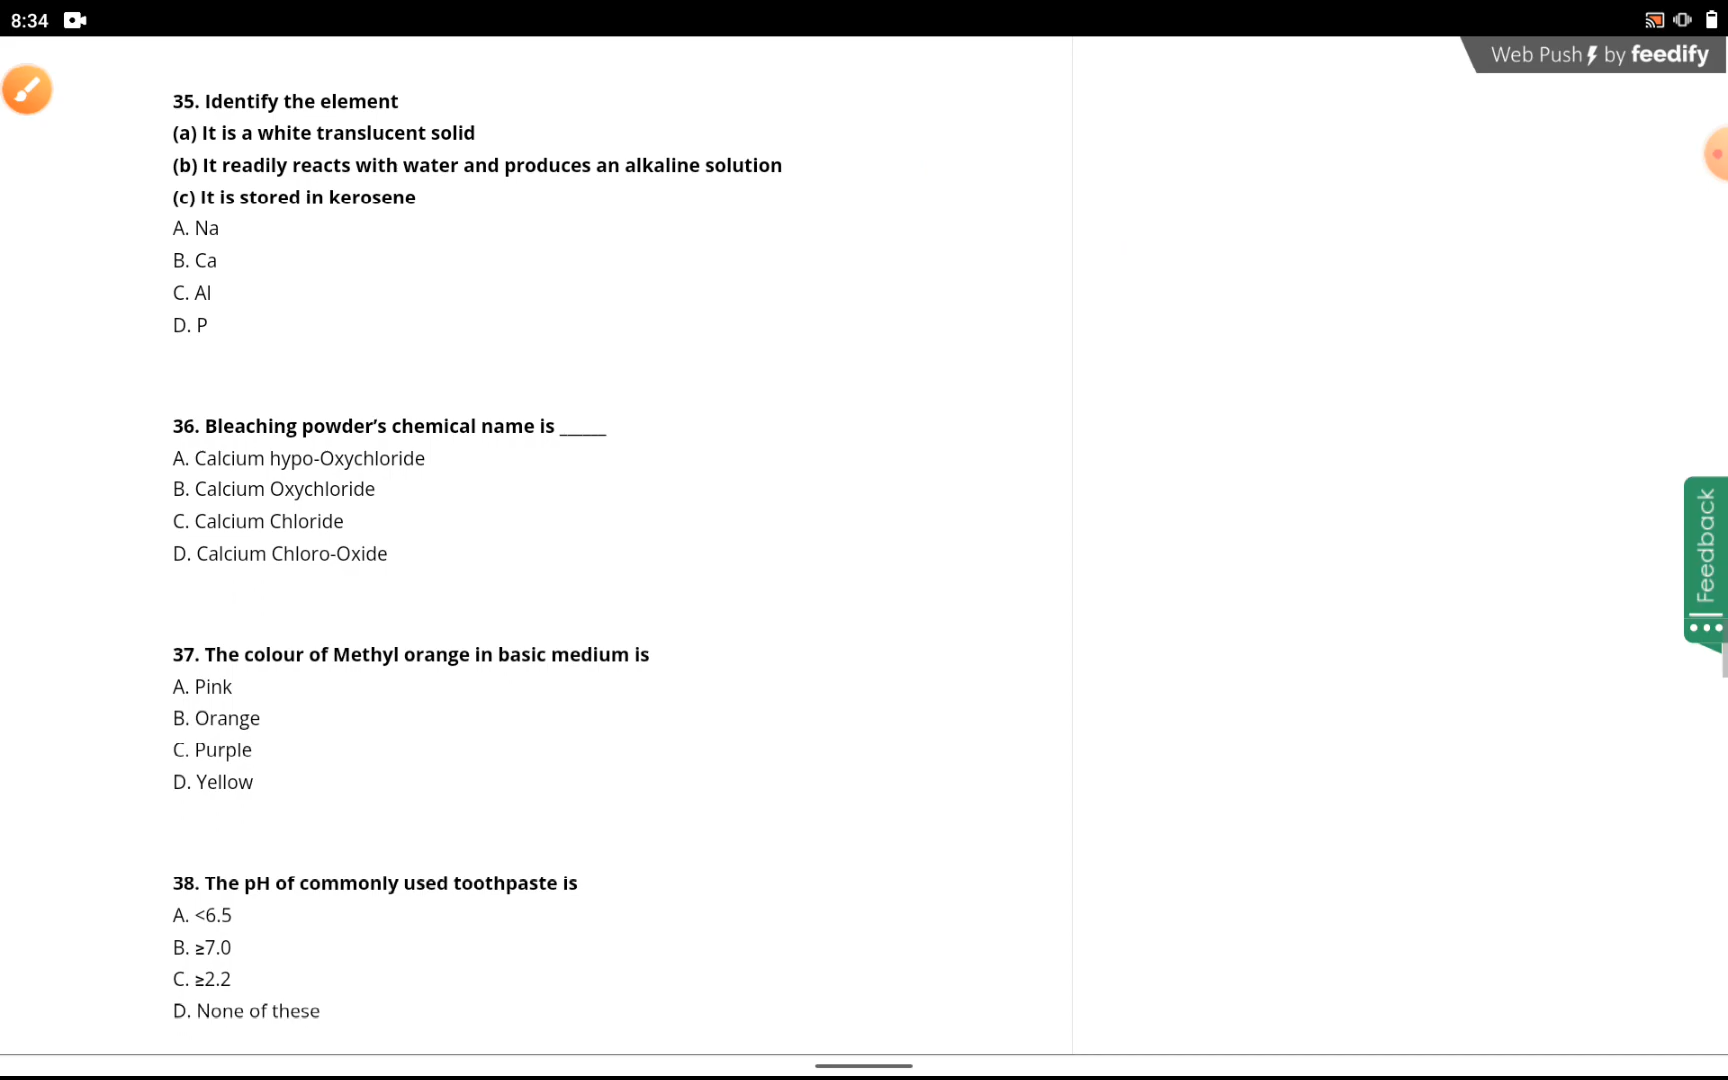 8:34
Web Push by feedify
35. Identify the element
(a) It is a white translucent solid
(b) It readily reacts with water and produces an alkaline solution
(c) It is stored in kerosene
A. Na
B. Ca
C. Al
D. P
36. Bleaching powder’s chemical name is ______
A. Calcium hypo-Oxychloride
B. Calcium Oxychloride
C. Calcium Chloride
D. Calcium Chloro-Oxide
Feedback
37. The colour of Methyl orange in basic medium is
A. Pink
B. Orange
C. Purple
D. Yellow
38. The pH of commonly used toothpaste is
A. <6.5
B. ≥7.0
C. ≥2.2
D. None of these